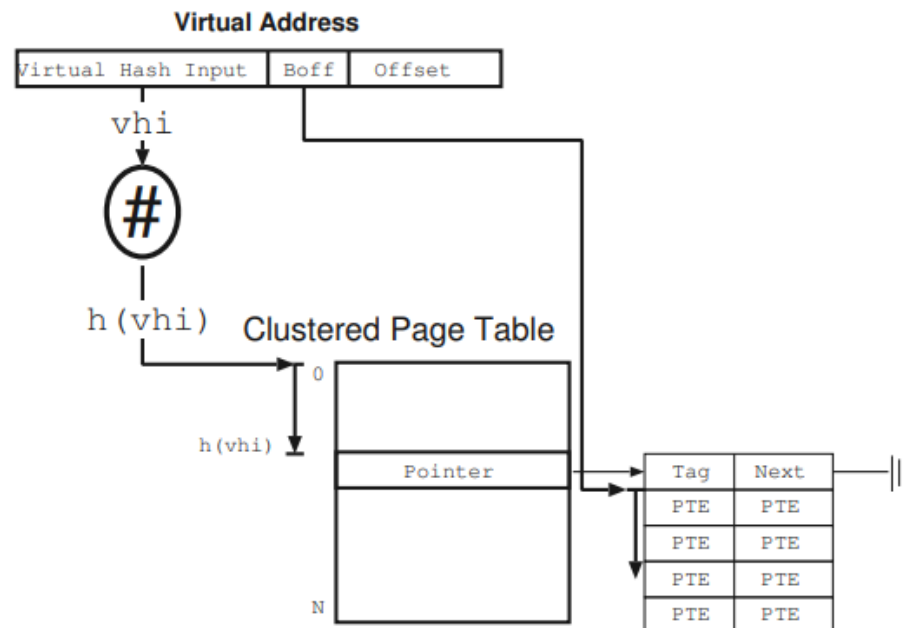 Virtual Address
Virtual Hash Input Boff Offset
vhi
#
h(vhi)
Clustered Page Table
0
h(vhi)
Pointer
Tag Next
PTE PTE
PTE PTE
PTE PTE
N
PTE PTE